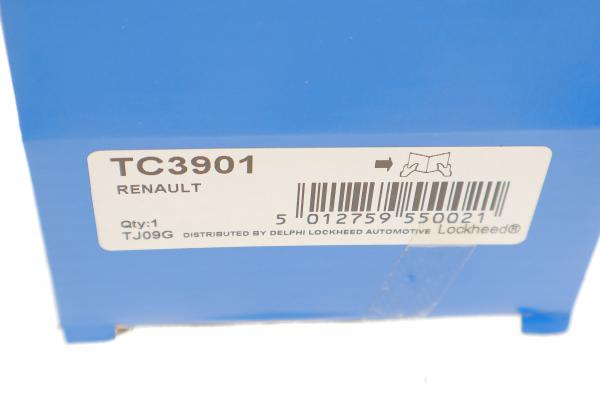 TC3901
RENAULT
5 012759 550021
Qty:1
TJ09G DISTRIBUTED BY DELPHI LOCKHEED AUTOMOTIVE Lockheed®